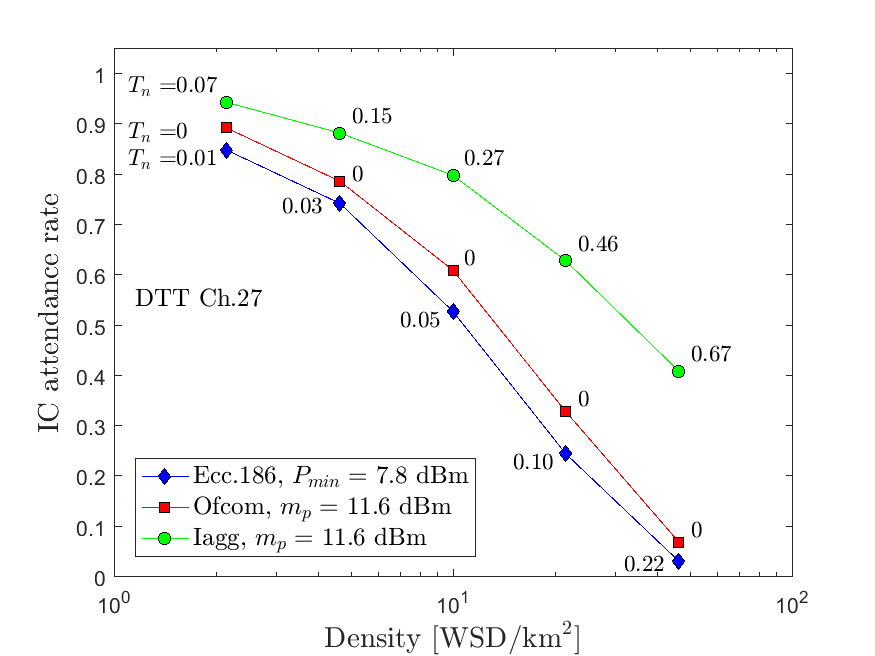 1
0.9
0.8
0.7
0.6
0.5
0.4
0.3
0.2
0.1
0
IC attendance rate
T_n =0.07
0.15
0.27
0.46
0.67
T_n =0
0
0
0
0
T_n =0.01
0.03
0.05
0.10
0.22
DTT Ch.27
Ecc.186, P_min = 7.8 dBm
Ofcom, m_p = 11.6 dBm
Iagg, m_p = 11.6 dBm
10^0
10^1
10^2
Density [WSD/km^2]